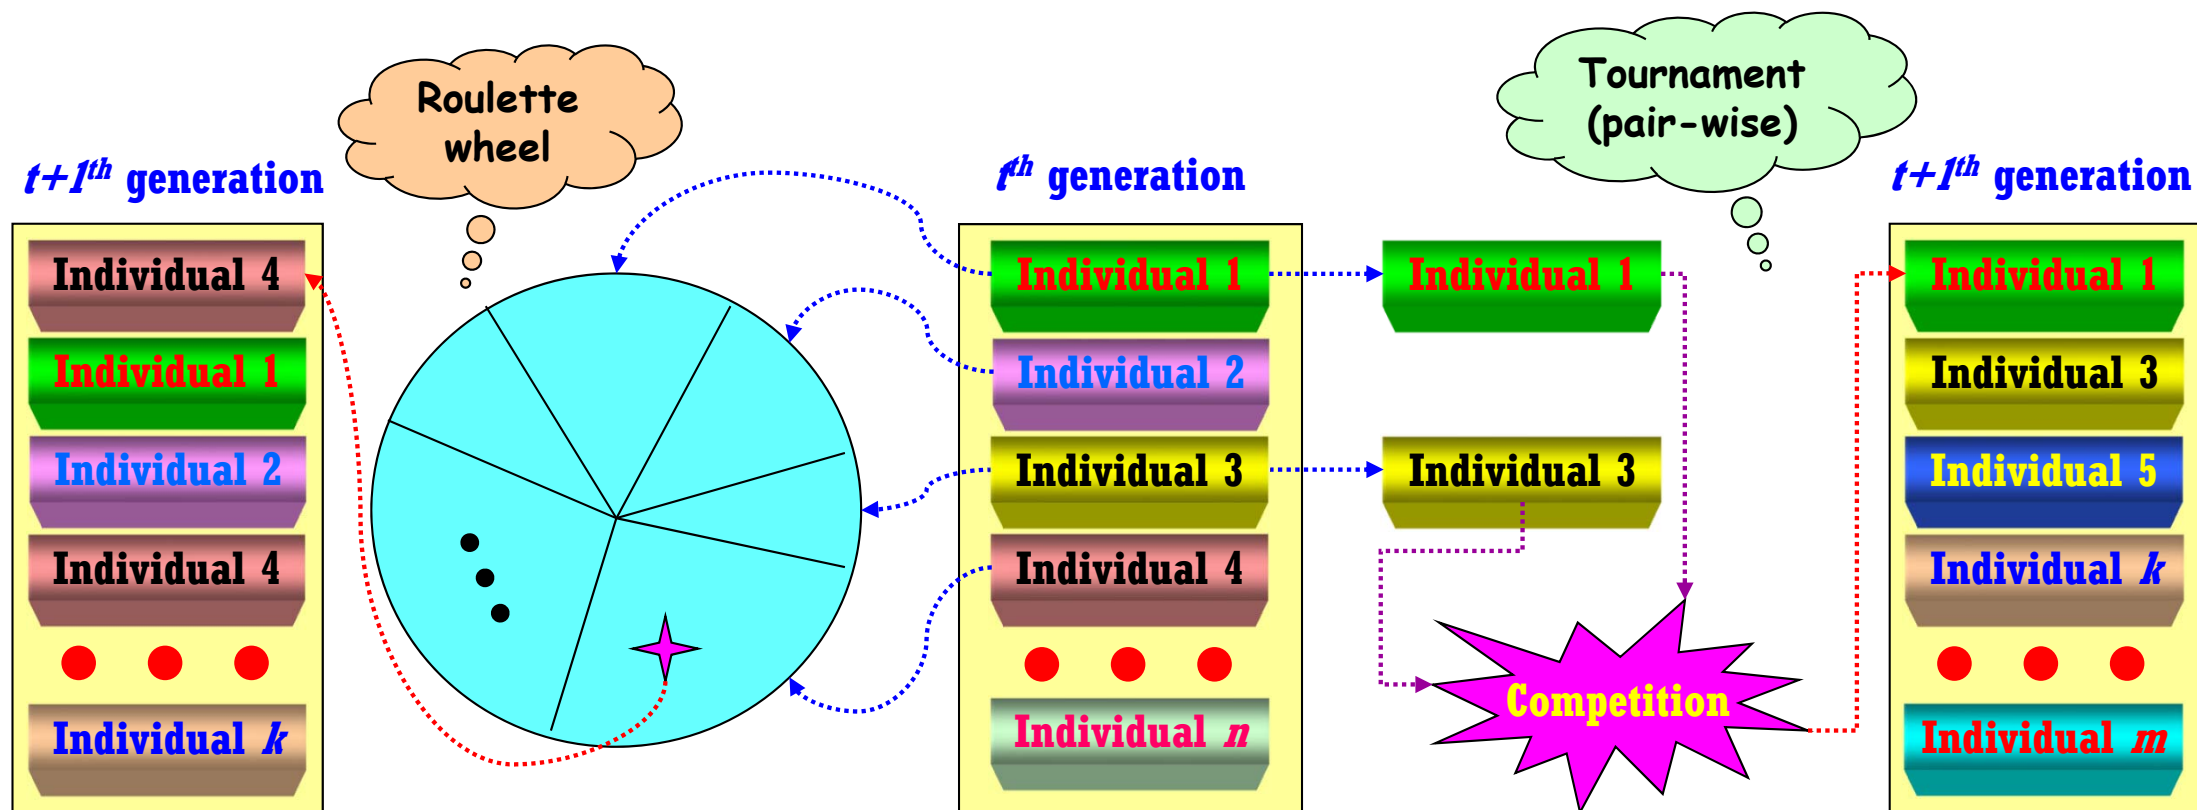 Roulette
wheel
Tournament
(pair-wise)
t+1th generation
tth generation
t+1th generation
Individual 4
Individual 1
Individual 2
Individual 4
Individual k
Individual 1
Individual 2
Individual 3
Individual 4
Individual n
Individual 1
Individual 3
Competition
Individual 1
Individual 3
Individual 5
Individual k
Individual m